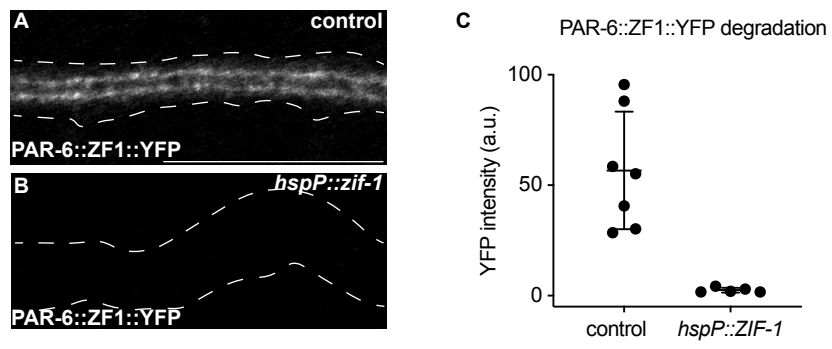 A
control
PAR-6::ZF1::YFP
B
hspP::zif-1
PAR-6::ZF1::YFP
C
PAR-6::ZF1::YFP degradation
YFP intensity (a.u.)
100
50
0
control
hspP::ZIF-1